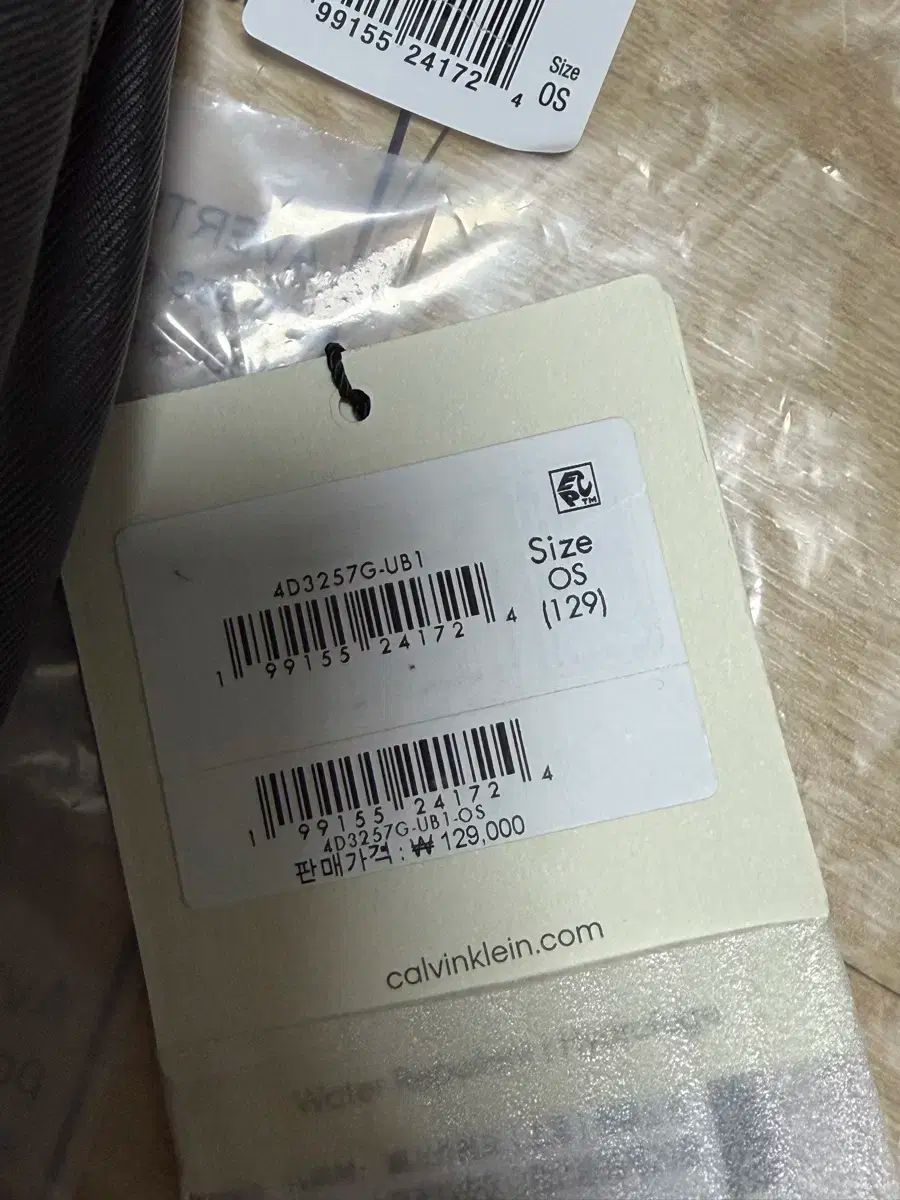 99155 24172 4
Size
OS
4D3257G-UB1
Size
OS
(129)
1 99155 24172 4
1 99155 24172 4
4D3257G-UB1-OS
판매가격 : ₩ 129,000
calvinklein.com
Water